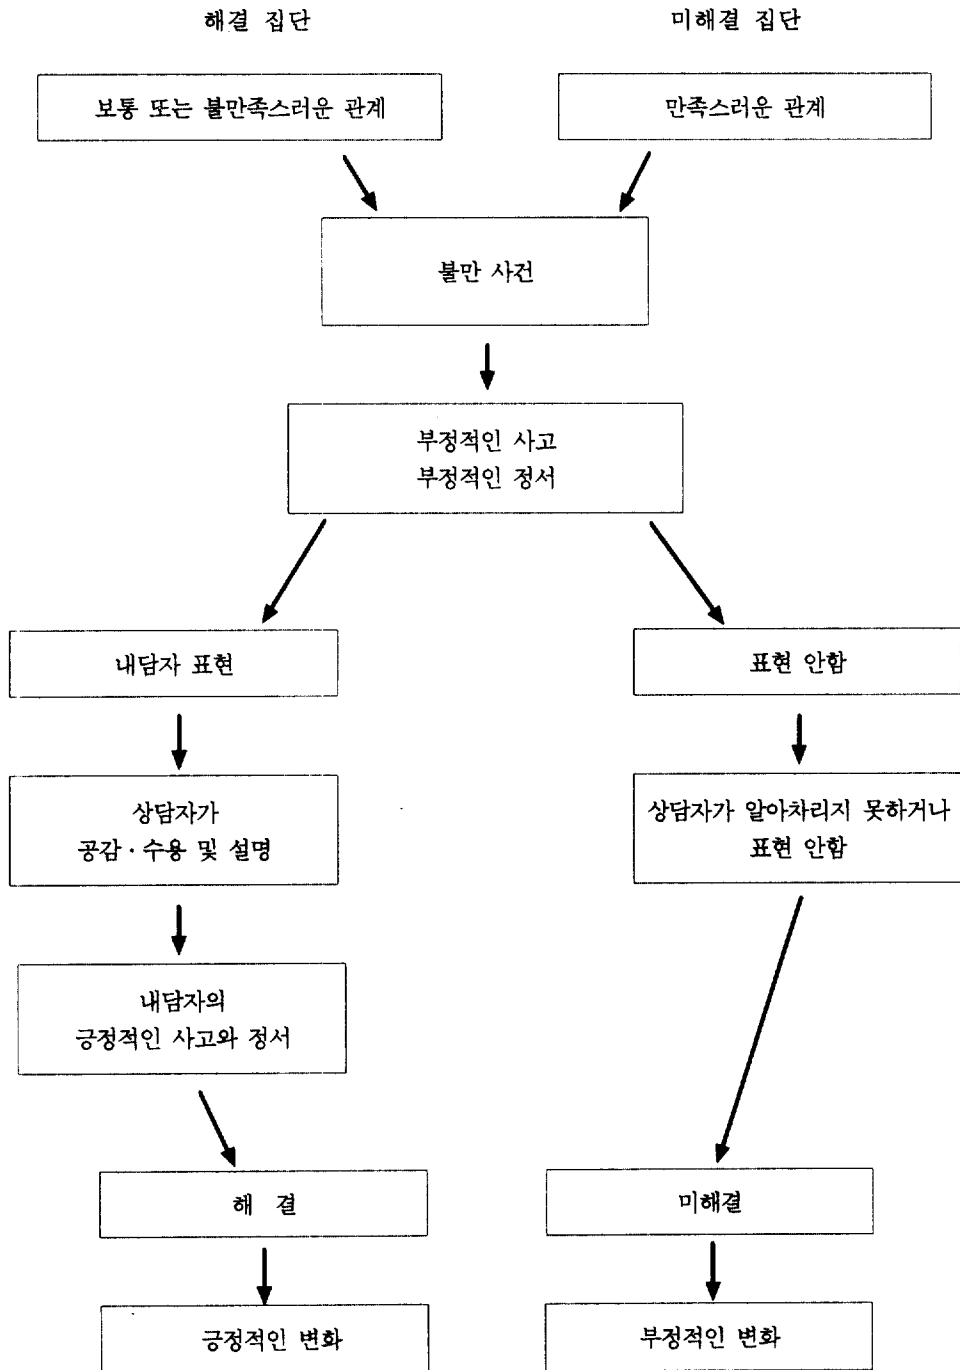 해결 집단
미해결 집단
보통 또는 불만족스러운 관계
만족스러운 관계
불만 사건
부정적인 사고
부정적인 정서
내담자 표현
표현 안함
상담자가
공감·수용 및 설명
상담자가 알아차리지 못하거나
표현 안함
내담자의
긍정적인 사고와 정서
해 결
미해결
긍정적인 변화
부정적인 변화